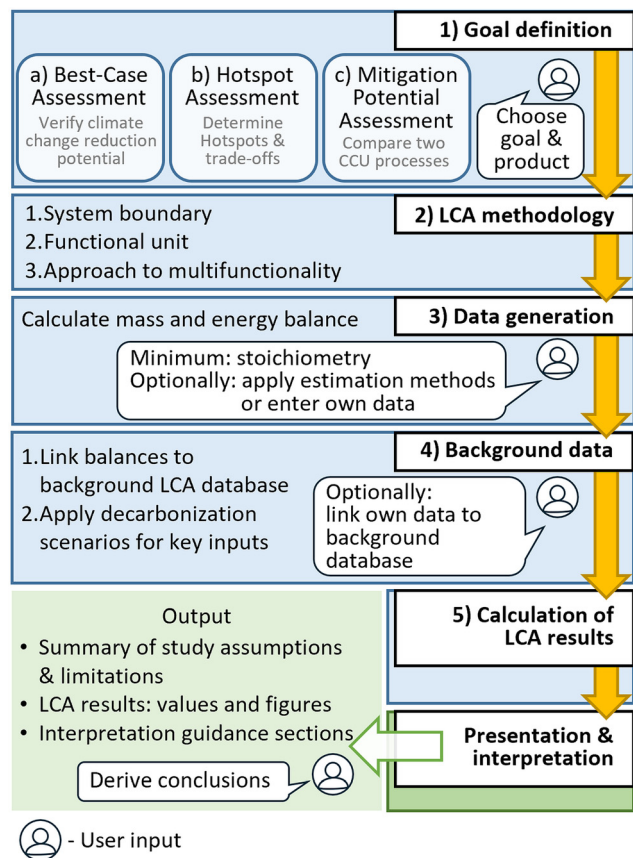 1) Goal definition
a) Best-Case
Assessment
Verify climate
change reduction
potential
b) Hotspot
Assessment
Determine
Hotspots &
trade-offs
c) Mitigation
Potential
Assessment
Compare two
CCU processes
Choose
goal &
product
2) LCA methodology
1.System boundary
2.Functional unit
3.Approach to multifunctionality
3) Data generation
Calculate mass and energy balance
Minimum: stoichiometry
Optionally: apply estimation methods
or enter own data
4) Background data
1.Link balances to
background LCA database
2.Apply decarbonization
scenarios for key inputs
Optionally:
link own data to
background
database
5) Calculation of
LCA results
Output
• Summary of study assumptions
& limitations
• LCA results: values and figures
• Interpretation guidance sections
Presentation &
interpretation
Derive conclusions
- User input